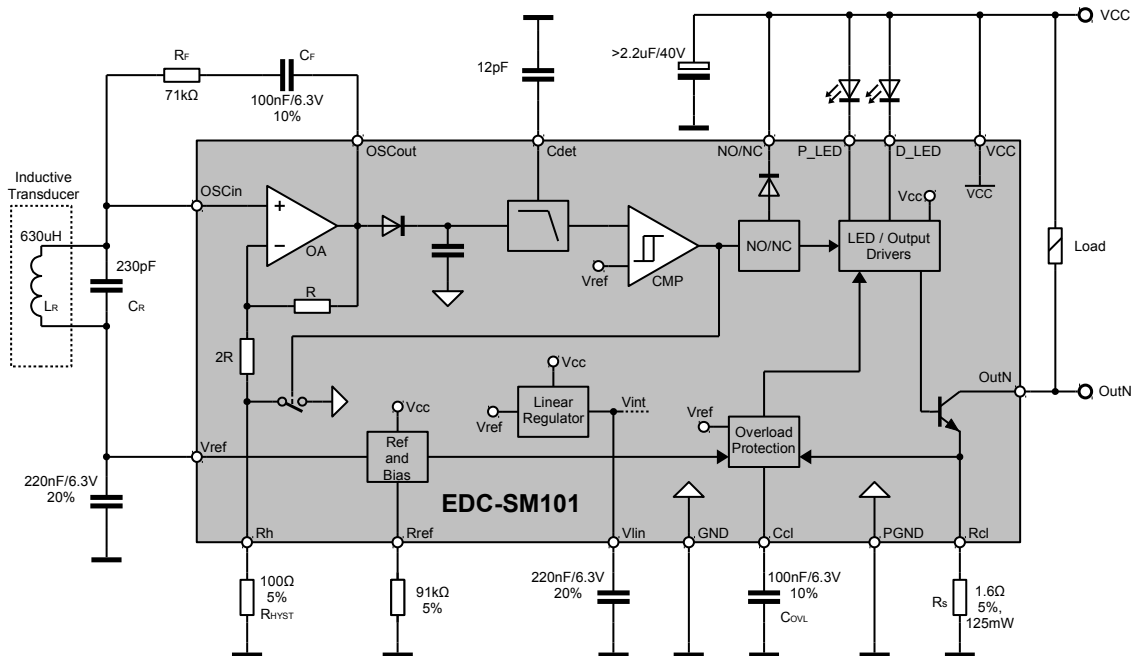 VCC
RF
71kΩ
CF
100nF/6.3V
10%
12pF
>2.2uF/40V
OSCout
Cdet
NO/NC
P_LED
D_LED
VCC
Inductive
Transducer
OSCin
630uH
LR
230pF
CR
+
−
OA
R
2R
Vref
CMP
NO/NC
Vcc
LED / Output
Drivers
VCC
Load
OutN
OutN
Vcc
Vref
Linear
Regulator
Vint
Vcc
Ref
and
Bias
Vref
Overload
Protection
Vref
220nF/6.3V
20%
EDC-SM101
Rh
Rref
Vlin
GND
Ccl
PGND
Rcl
100Ω
5%
RHYST
91kΩ
5%
220nF/6.3V
20%
100nF/6.3V
10%
COVL
Rs
1.6Ω
5%,
125mW